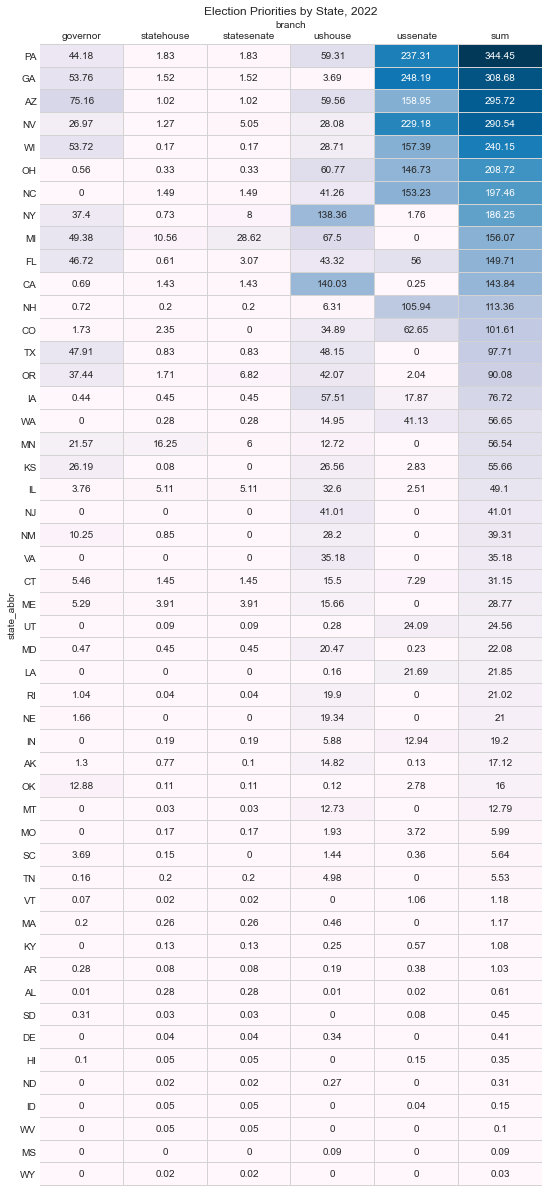 Election Priorities by State, 2022
branch
governor statehouse statesenate ushouse ussenate sum
PA 44.18 1.83 1.83 59.31 237.31 344.45
GA 53.76 1.52 1.52 3.69 248.19 308.68
AZ 75.16 1.02 1.02 59.56 158.95 295.72
NV 26.97 1.27 5.05 28.08 229.18 290.54
WI 53.72 0.17 0.17 28.71 157.39 240.15
OH 0.56 0.33 0.33 60.77 146.73 208.72
NC 0 1.49 1.49 41.26 153.23 197.46
NY 37.4 0.73 8 138.36 1.76 186.25
MI 49.38 10.56 28.62 67.5 0 156.07
FL 46.72 0.61 3.07 43.32 56 149.71
CA 0.69 1.43 1.43 140.03 0.25 143.84
NH 0.72 0.2 0.2 6.31 105.94 113.36
CO 1.73 2.35 0 34.89 62.65 101.61
TX 47.91 0.83 0.83 48.15 0 97.71
OR 37.44 1.71 6.82 42.07 2.04 90.08
IA 0.44 0.45 0.45 57.51 17.87 76.72
WA 0 0.28 0.28 14.95 41.13 56.65
MN 21.57 16.25 6 12.72 0 56.54
KS 26.19 0.08 0 26.56 2.83 55.66
IL 3.76 5.11 5.11 32.6 2.51 49.1
NJ 0 0 0 41.01 0 41.01
NM 10.25 0.85 0 28.2 0 39.31
VA 0 0 0 35.18 0 35.18
CT 5.46 1.45 1.45 15.5 7.29 31.15
ME 5.29 3.91 3.91 15.66 0 28.77
state_abbr
UT 0 0.09 0.09 0.28 24.09 24.56
MD 0.47 0.45 0.45 20.47 0.23 22.08
LA 0 0 0 0.16 21.69 21.85
RI 1.04 0.04 0.04 19.9 0 21.02
NE 1.66 0 0 19.34 0 21
IN 0 0.19 0.19 5.88 12.94 19.2
AK 1.3 0.77 0.1 14.82 0.13 17.12
OK 12.88 0.11 0.11 0.12 2.78 16
MT 0 0.03 0.03 12.73 0 12.79
MO 0 0.17 0.17 1.93 3.72 5.99
SC 3.69 0.15 0 1.44 0.36 5.64
TN 0.16 0.2 0.2 4.98 0 5.53
VT 0.07 0.02 0.02 0 1.06 1.18
MA 0.2 0.26 0.26 0.46 0 1.17
KY 0 0.13 0.13 0.25 0.57 1.08
AR 0.28 0.08 0.08 0.19 0.38 1.03
AL 0.01 0.28 0.28 0.01 0.02 0.61
SD 0.31 0.03 0.03 0 0.08 0.45
DE 0 0.04 0.04 0.34 0 0.41
HI 0.1 0.05 0.05 0 0.15 0.35
ND 0 0.02 0.02 0.27 0 0.31
ID 0 0.05 0.05 0 0.04 0.15
WV 0 0.05 0.05 0 0 0.1
MS 0 0 0 0.09 0 0.09
WY 0 0.02 0.02 0 0 0.03